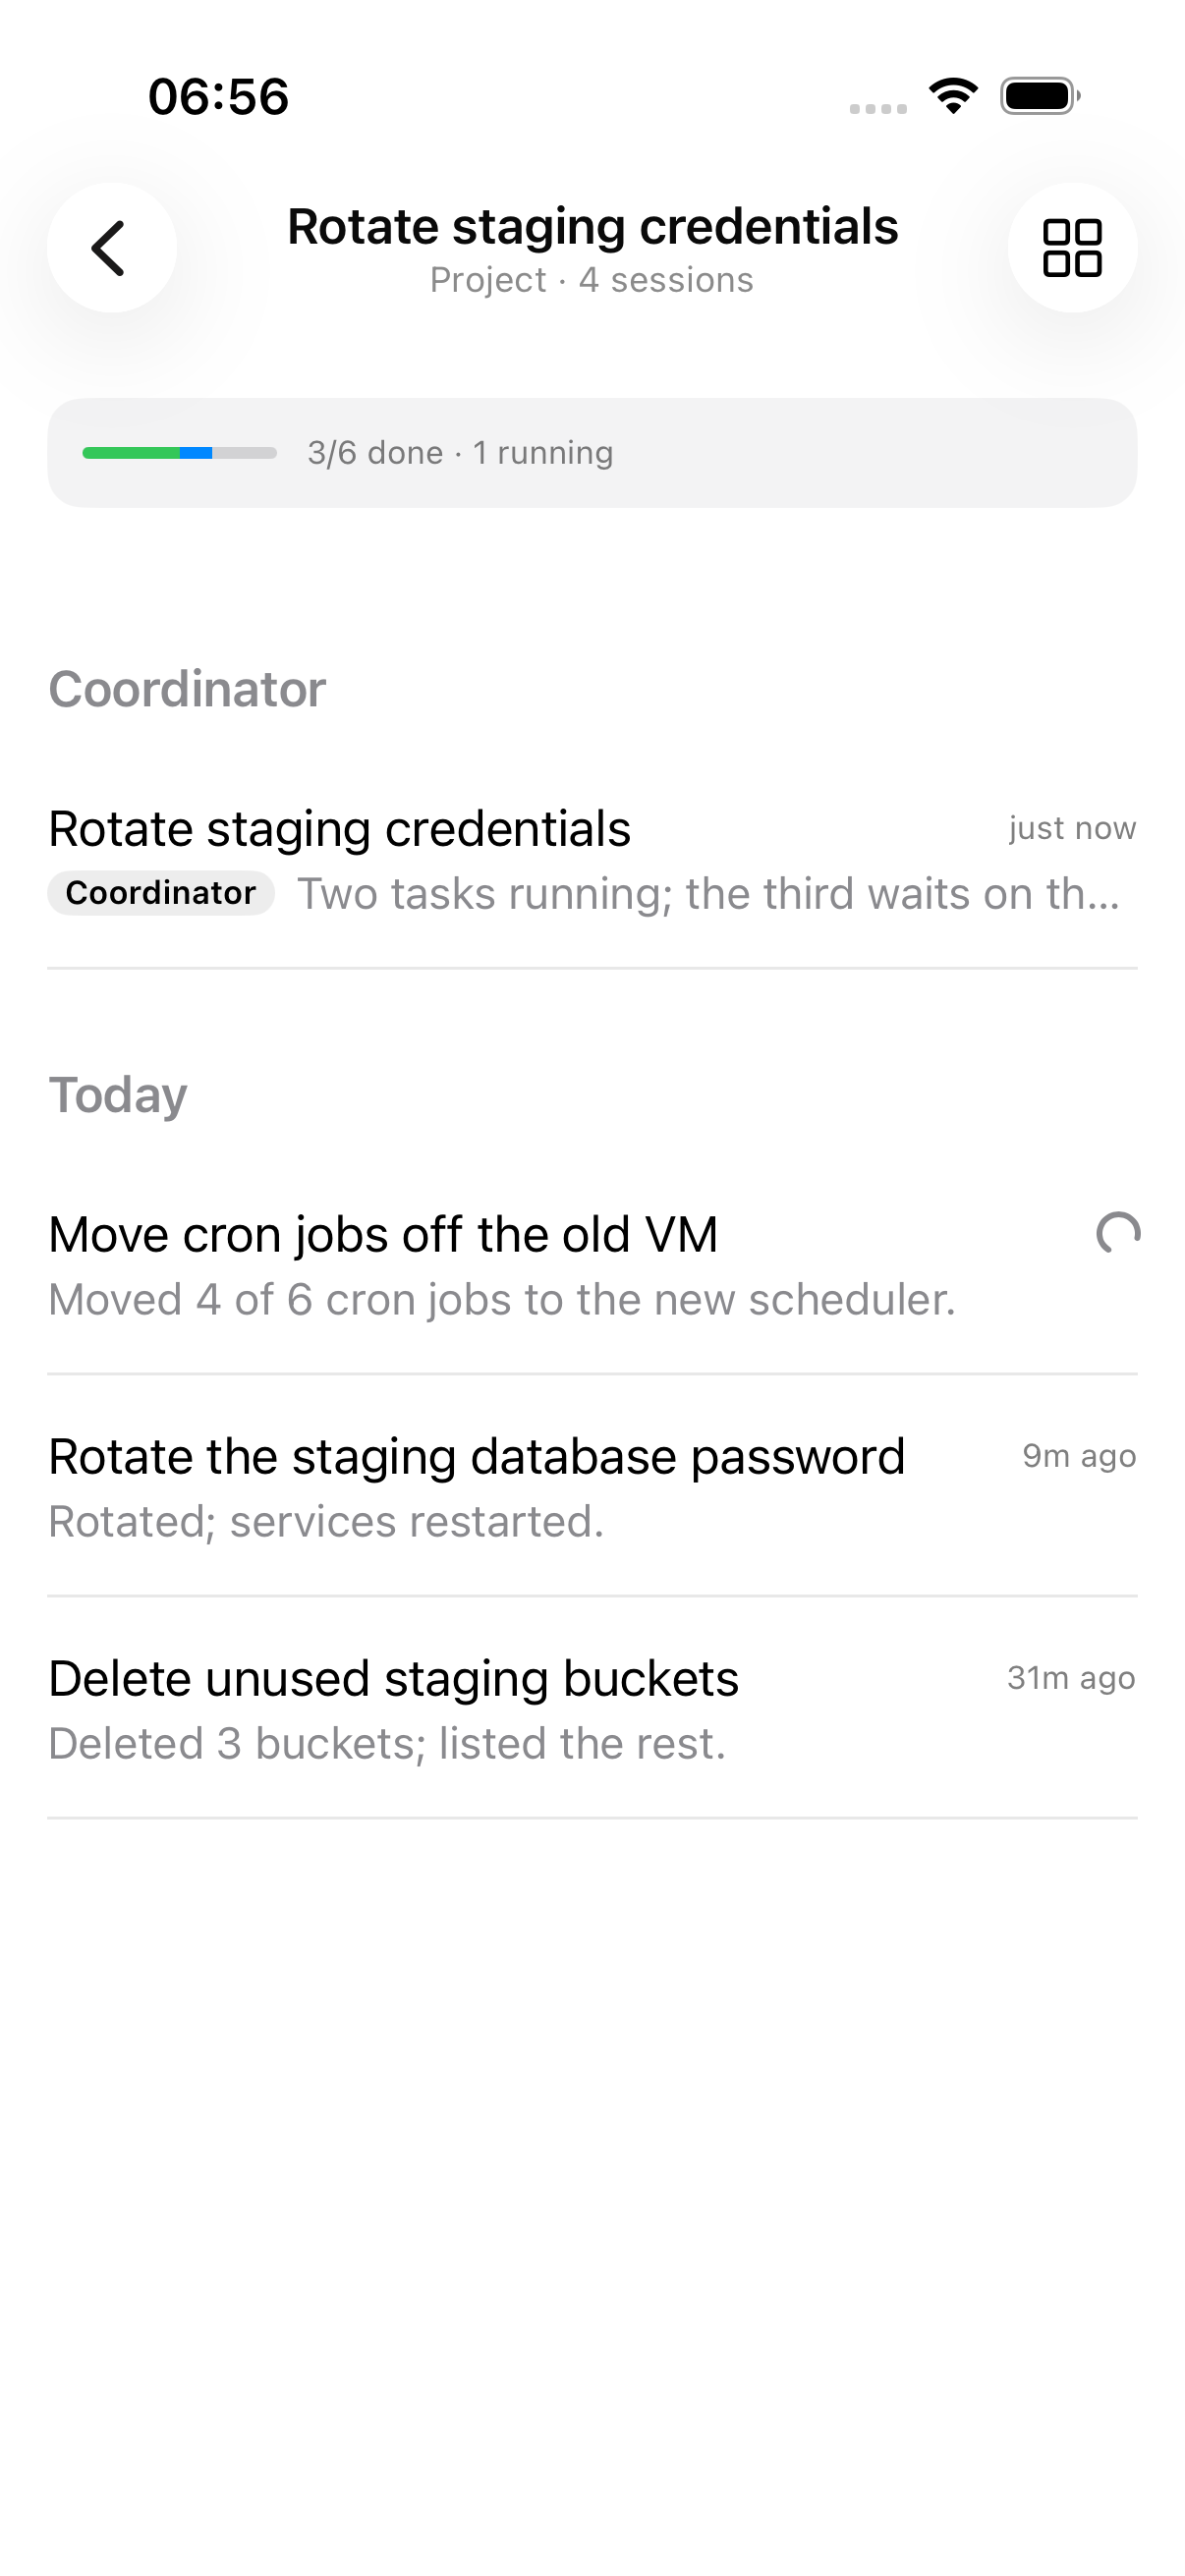 06:56
Rotate staging credentials
Project · 4 sessions
3/6 done · 1 running
Coordinator
Rotate staging credentials
just now
Coordinator Two tasks running; the third waits on th...
Today
Move cron jobs off the old VM
Moved 4 of 6 cron jobs to the new scheduler.
Rotate the staging database password
9m ago
Rotated; services restarted.
Delete unused staging buckets
31m ago
Deleted 3 buckets; listed the rest.